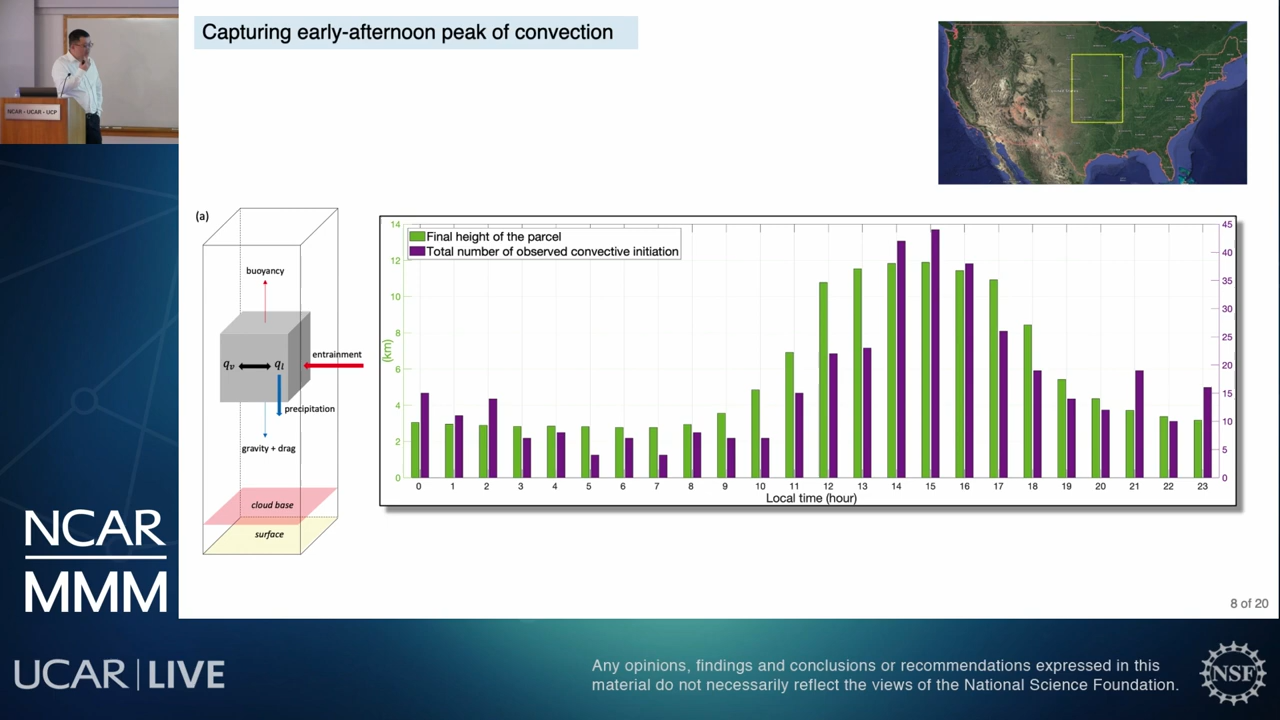 Capturing early-afternoon peak of convection
NCAR - UCAR - UCP
(a)
buoyancy
qv
ql
entrainment
precipitation
gravity + drag
cloud base
surface
Final height of the parcel
Total number of observed convective initiation
14
12
10
8
6
4
2
0
(km)
45
40
35
30
25
20
15
10
5
0
0 1 2 3 4 5 6 7 8 9 10 11 12 13 14 15 16 17 18 19 20 21 22 23
Local time (hour)
8 of 20
NCAR
MMM
UCAR | LIVE
Any opinions, findings and conclusions or recommendations expressed in this
material do not necessarily reflect the views of the National Science Foundation.
NSF